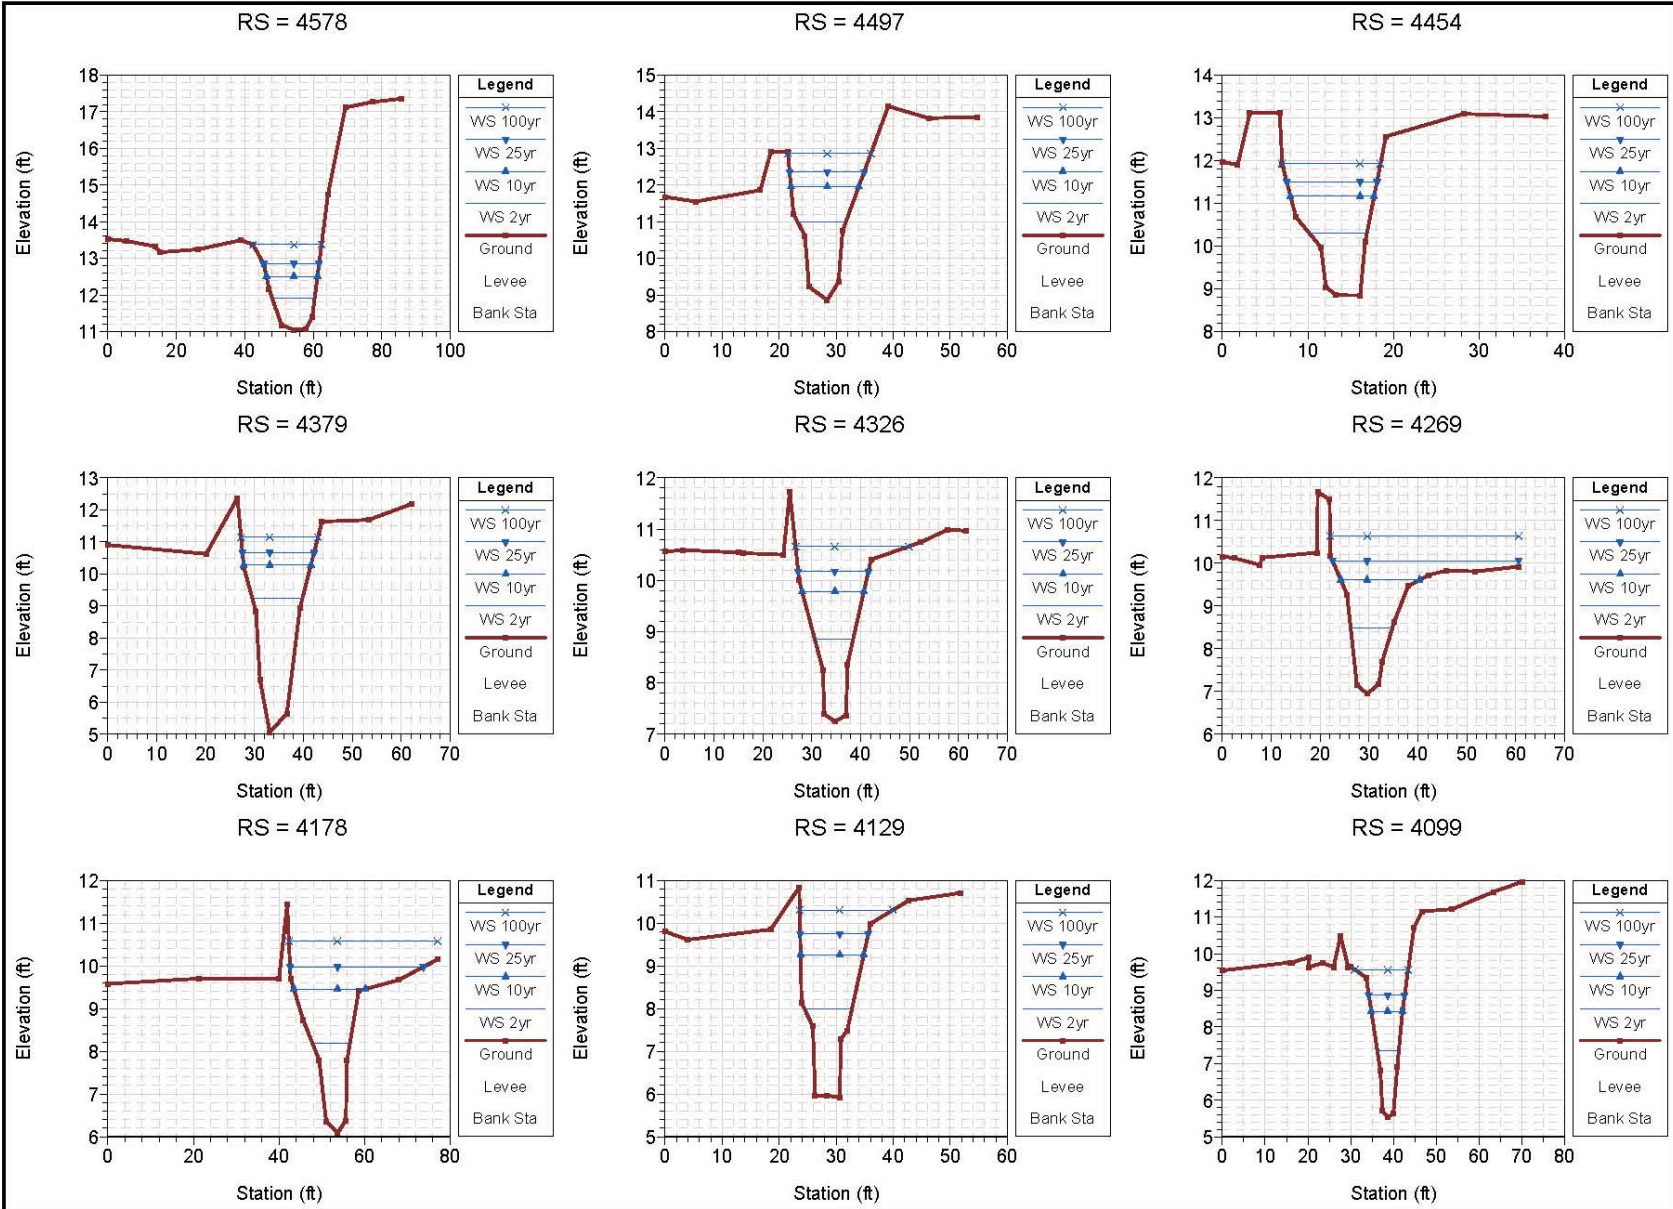 RS = 4578
RS = 4497
RS = 4454
Elevation (ft)
18
17
16
15
14
13
12
11
0 20 40 60 80 100
Station (ft)
Legend
WS 100yr
WS 25yr
WS 10yr
WS 2yr
Ground
Levee
Bank Sta
Elevation (ft)
15
14
13
12
11
10
9
8
0 10 20 30 40 50 60
Station (ft)
Legend
WS 100yr
WS 25yr
WS 10yr
WS 2yr
Ground
Levee
Bank Sta
Elevation (ft)
14
13
12
11
10
9
8
0 10 20 30 40
Station (ft)
Legend
WS 100yr
WS 25yr
WS 10yr
WS 2yr
Ground
Levee
Bank Sta
RS = 4379
RS = 4326
RS = 4269
Elevation (ft)
13
12
11
10
9
8
7
6
5
0 10 20 30 40 50 60 70
Station (ft)
Legend
WS 100yr
WS 25yr
WS 10yr
WS 2yr
Ground
Levee
Bank Sta
Elevation (ft)
12
11
10
9
8
7
0 10 20 30 40 50 60 70
Station (ft)
Legend
WS 100yr
WS 25yr
WS 10yr
WS 2yr
Ground
Levee
Bank Sta
Elevation (ft)
12
11
10
9
8
7
6
0 10 20 30 40 50 60 70
Station (ft)
Legend
WS 100yr
WS 25yr
WS 10yr
WS 2yr
Ground
Levee
Bank Sta
RS = 4178
RS = 4129
RS = 4099
Elevation (ft)
12
11
10
9
8
7
6
0 20 40 60 80
Station (ft)
Legend
WS 100yr
WS 25yr
WS 10yr
WS 2yr
Ground
Levee
Bank Sta
Elevation (ft)
11
10
9
8
7
6
5
0 10 20 30 40 50 60
Station (ft)
Legend
WS 100yr
WS 25yr
WS 10yr
WS 2yr
Ground
Levee
Bank Sta
Elevation (ft)
12
11
10
9
8
7
6
5
0 10 20 30 40 50 60 70 80
Station (ft)
Legend
WS 100yr
WS 25yr
WS 10yr
WS 2yr
Ground
Levee
Bank Sta